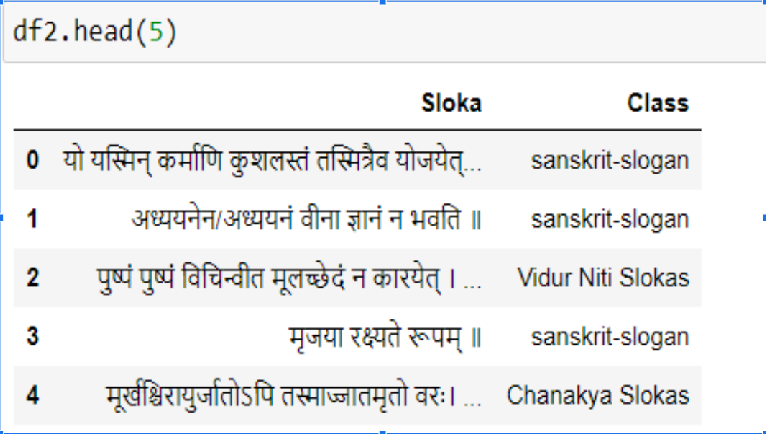 df2.head(5)
Sloka Class
0 यो यस्मिन् कर्माणि कुशलस्तं तस्मित्रैव योजयेत्... sanskrit-slogan
1 अध्ययनेन/अध्ययनं वीना ज्ञानं न भवति ॥ sanskrit-slogan
2 पुष्पं पुष्पं विचिन्वीत मूलच्छेदं न कारयेत् । ... Vidur Niti Slokas
3 मृजया रक्ष्यते रूपम् ॥ sanskrit-slogan
4 मूर्खश्चिरायुर्जातोऽपि तस्माज्जातमृतो वरः। ... Chanakya Slokas